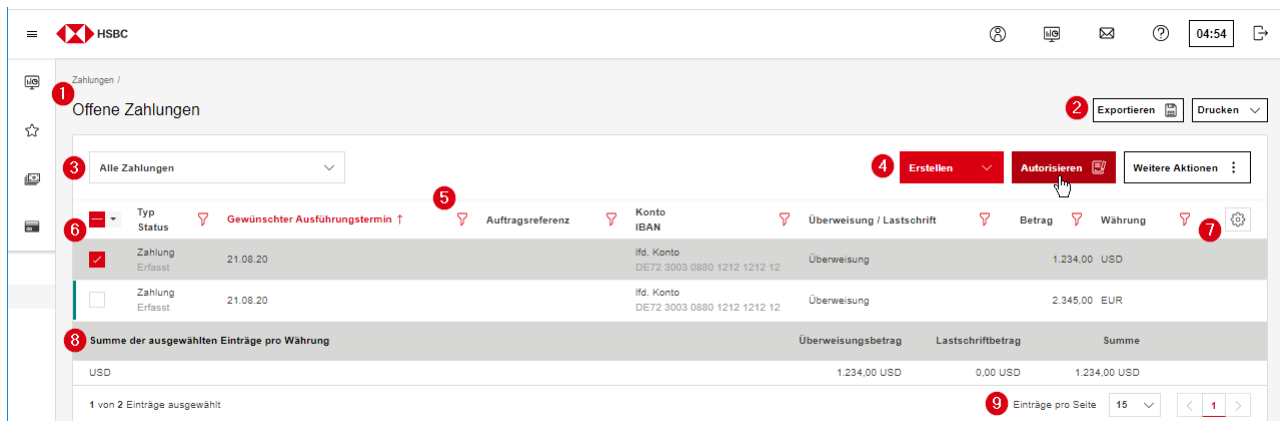 HSBC
04:54
Zahlungen /
1
Offene Zahlungen
2 Exportieren Drucken
3 Alle Zahlungen
4 Erstellen Autorisieren Weitere Aktionen
5
6 Typ Status Gewünschter Ausführungstermin ↑ Auftragsreferenz Konto IBAN Überweisung / Lastschrift Betrag Währung 7
Zahlung lfd. Konto
Erfasst 21.08.20 DE72 3003 0880 1212 1212 12 Überweisung 1.234,00 USD
Zahlung lfd. Konto
Erfasst 21.08.20 DE72 3003 0880 1212 1212 12 Überweisung 2.345,00 EUR
8 Summe der ausgewählten Einträge pro Währung Überweisungsbetrag Lastschriftbetrag Summe
USD 1.234,00 USD 0,00 USD 1.234,00 USD
1 von 2 Einträge ausgewählt 9 Einträge pro Seite 15 < 1 >